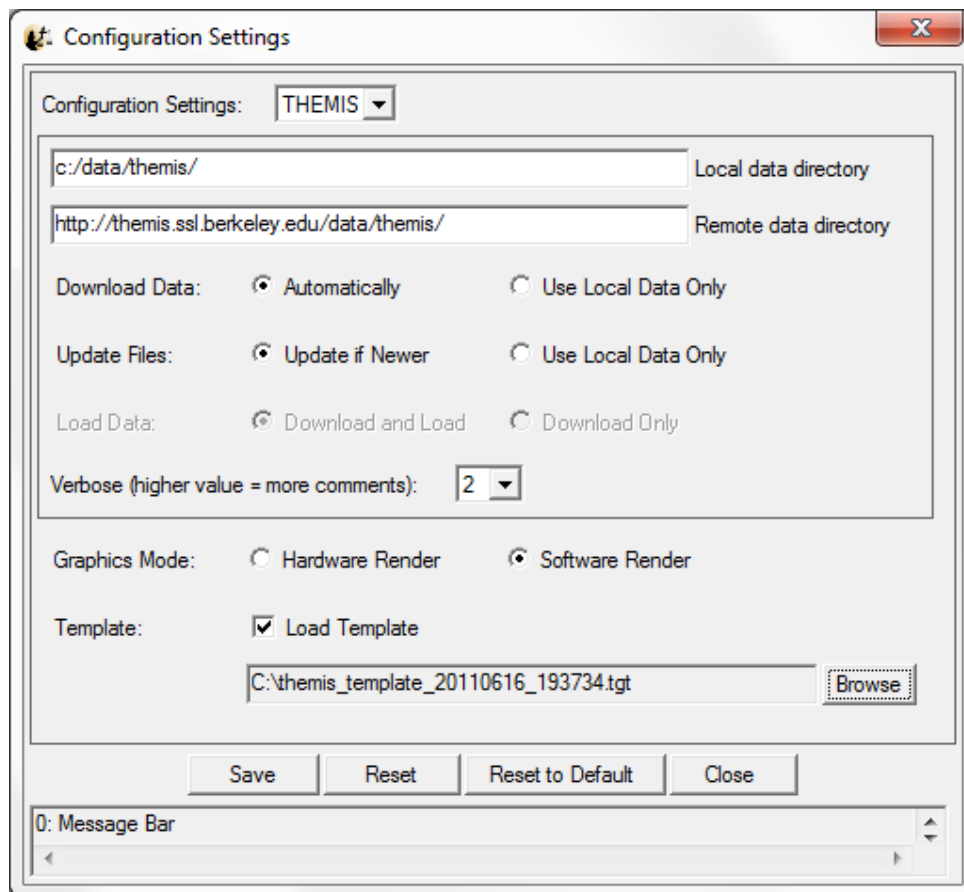 Configuration Settings
Configuration Settings: THEMIS
c:/data/themis/ Local data directory
http://themis.ssl.berkeley.edu/data/themis/ Remote data directory
Download Data: Automatically Use Local Data Only
Update Files: Update if Newer Use Local Data Only
Load Data: Download and Load Download Only
Verbose (higher value = more comments): 2
Graphics Mode: Hardware Render Software Render
Template: Load Template
C:\themis_template_20110616_193734.tgt Browse
Save Reset Reset to Default Close
0: Message Bar